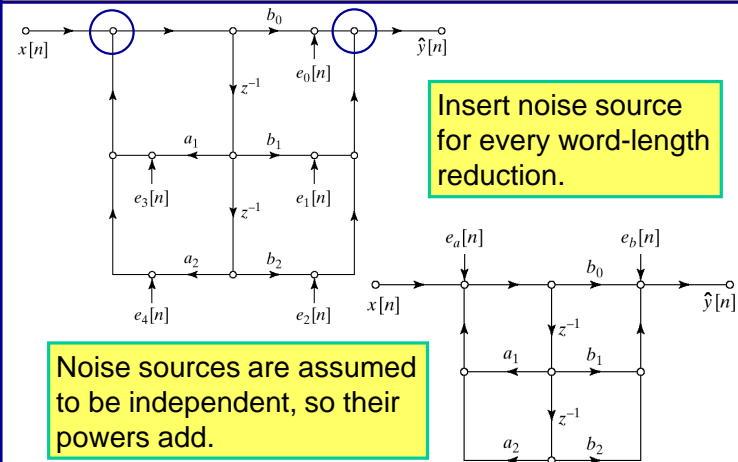 b₀
x[n]
ŷ[n]
e₀[n]
z⁻¹
Insert noise source
for every word-length
reduction.
a₁
b₁
e₃[n]
e₁[n]
z⁻¹
a₂
b₂
e₄[n]
e₂[n]
eₐ[n]
e_b[n]
b₀
x[n]
ŷ[n]
z⁻¹
a₁
b₁
z⁻¹
a₂
b₂
Noise sources are assumed
to be independent, so their
powers add.